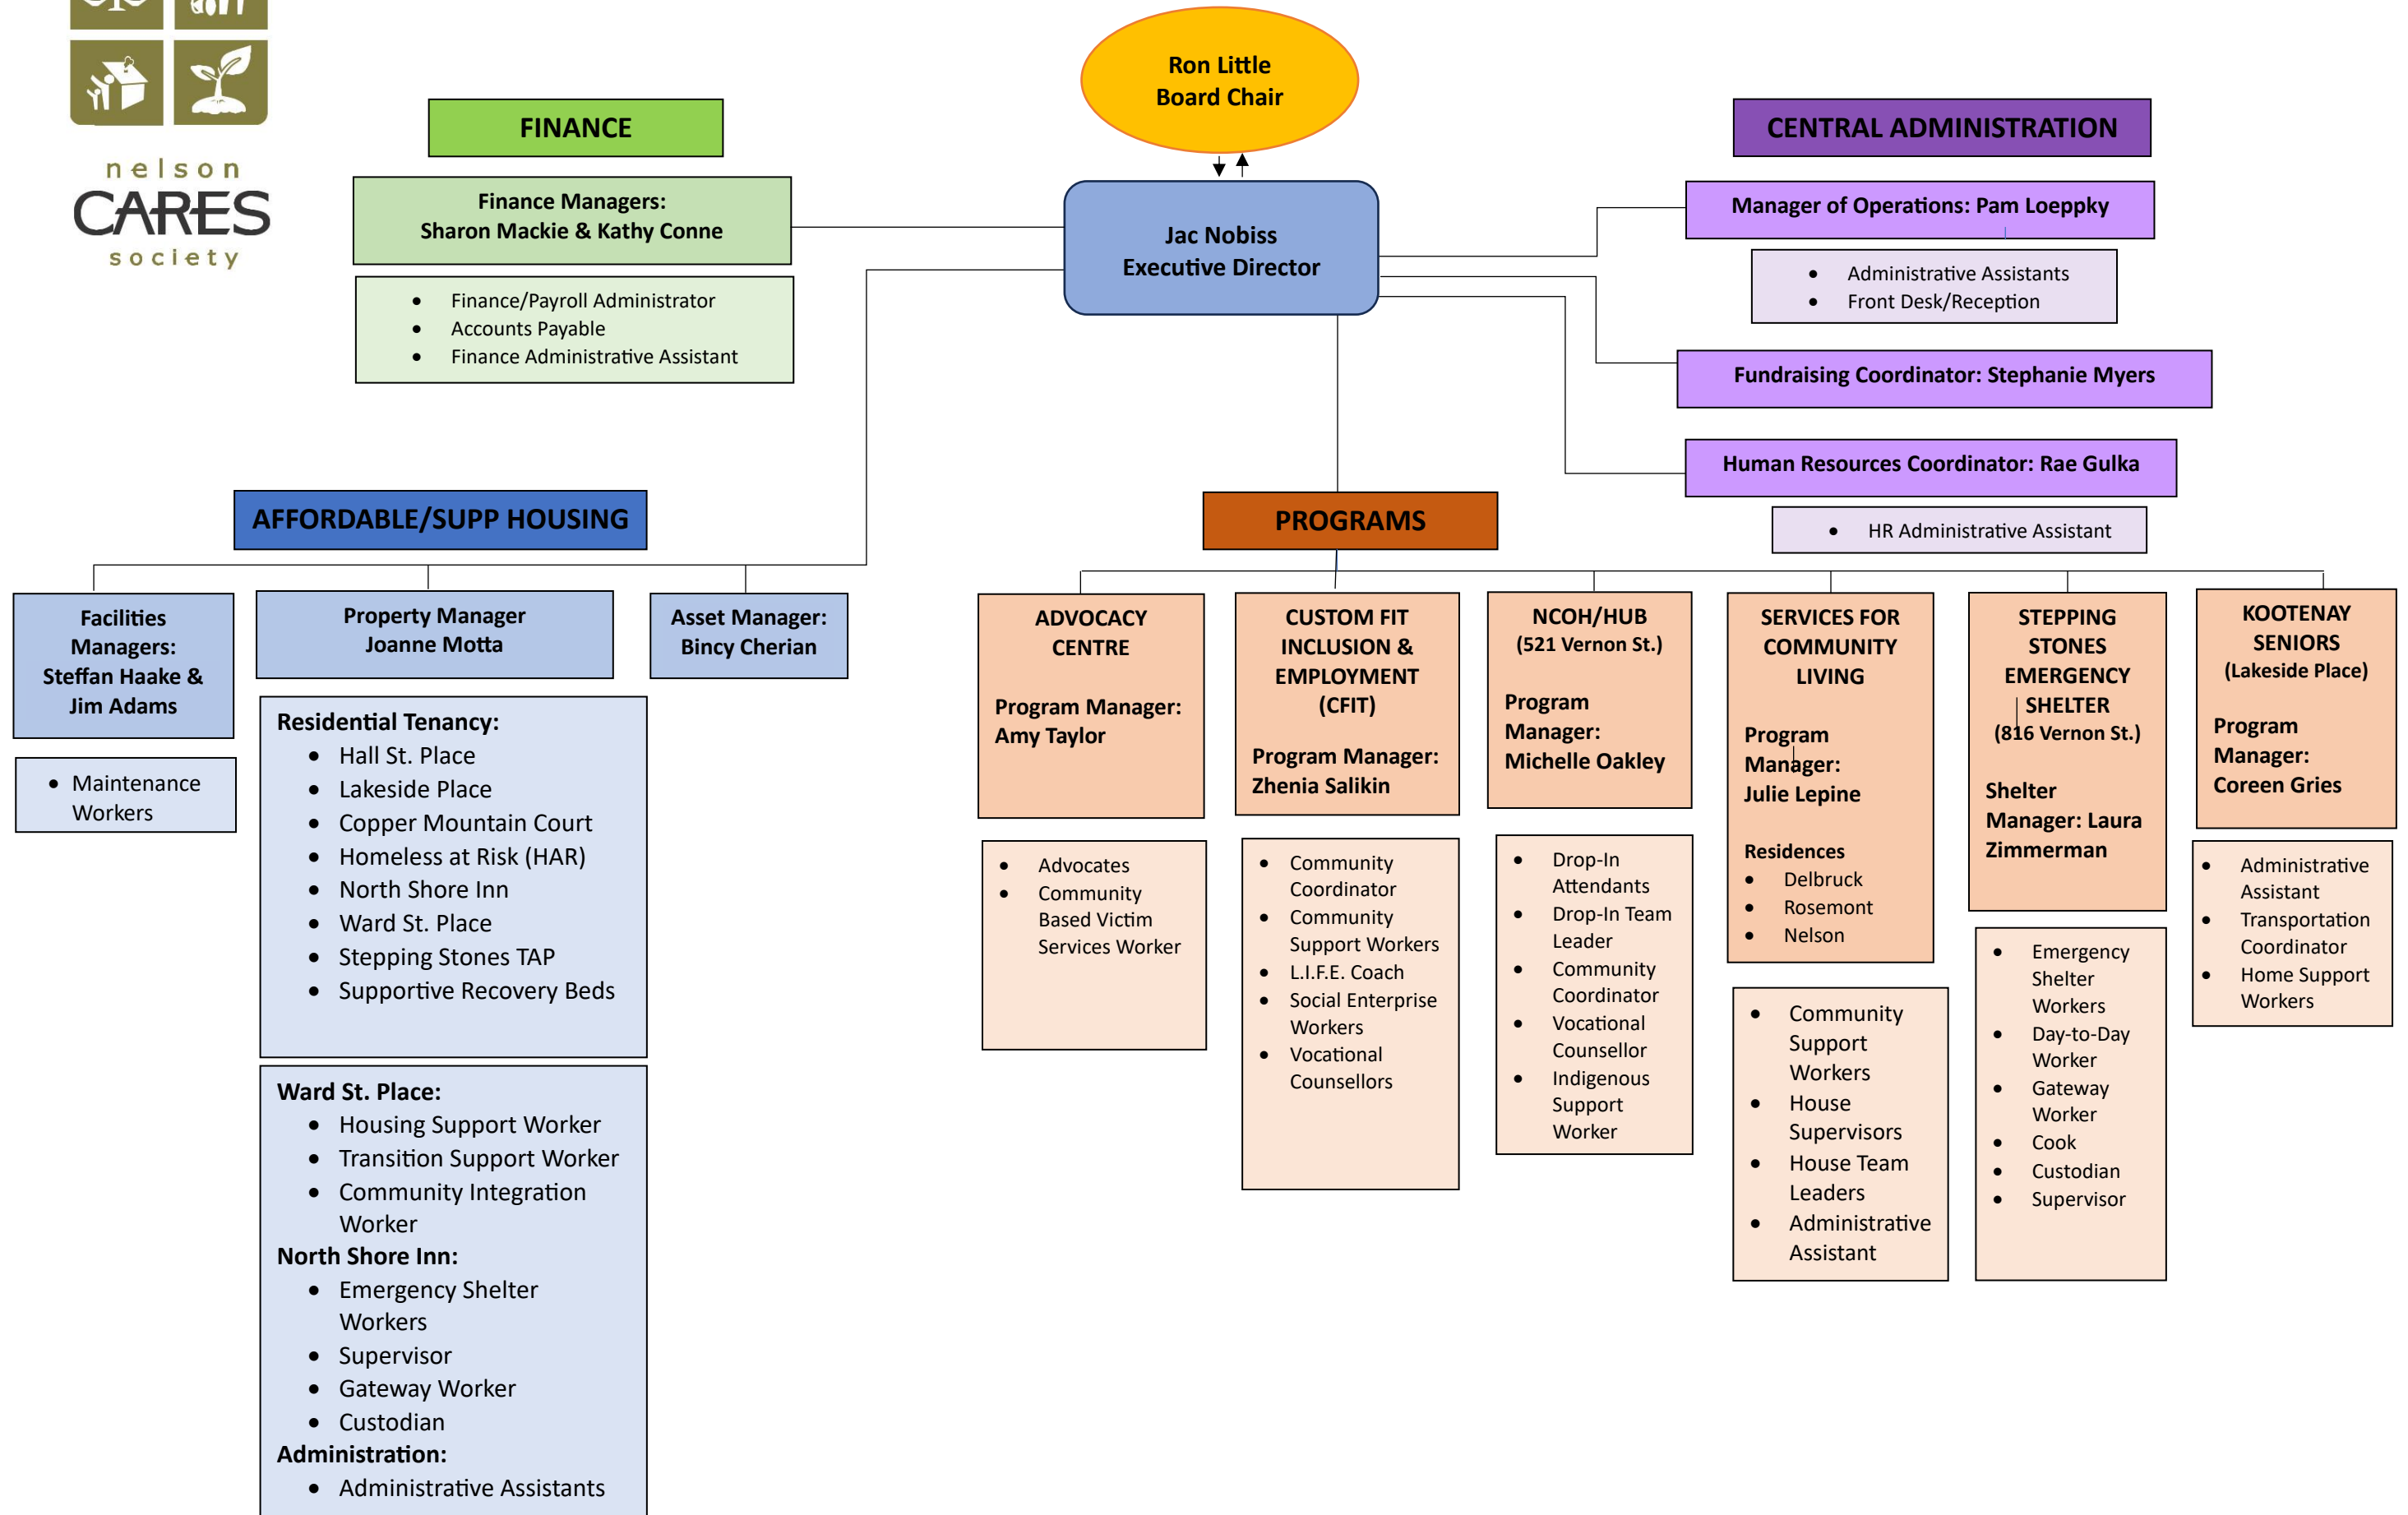 nelson
CARES
society
Ron Little
Board Chair
FINANCE
Finance Managers:
Sharon Mackie & Kathy Conne
• Finance/Payroll Administrator
• Accounts Payable
• Finance Administrative Assistant
Jac Nobiss
Executive Director
CENTRAL ADMINISTRATION
Manager of Operations: Pam Loeppky
• Administrative Assistants
• Front Desk/Reception
Fundraising Coordinator: Stephanie Myers
Human Resources Coordinator: Rae Gulka
• HR Administrative Assistant
AFFORDABLE/SUPP HOUSING
Facilities
Managers:
Steffan Haake &
Jim Adams
• Maintenance
Workers
Property Manager
Joanne Motta
Residential Tenancy:
• Hall St. Place
• Lakeside Place
• Copper Mountain Court
• Homeless at Risk (HAR)
• North Shore Inn
• Ward St. Place
• Stepping Stones TAP
• Supportive Recovery Beds
Ward St. Place:
• Housing Support Worker
• Transition Support Worker
• Community Integration
Worker
North Shore Inn:
• Emergency Shelter
Workers
• Supervisor
• Gateway Worker
• Custodian
Administration:
• Administrative Assistants
Asset Manager:
Bincy Cherian
PROGRAMS
ADVOCACY
CENTRE
Program Manager:
Amy Taylor
• Advocates
• Community
Based Victim
Services Worker
CUSTOM FIT
INCLUSION &
EMPLOYMENT
(CFIT)
Program Manager:
Zhenia Salikin
• Community
Coordinator
• Community
Support Workers
• L.I.F.E. Coach
• Social Enterprise
Workers
• Vocational
Counsellors
NCOH/HUB
(521 Vernon St.)
Program
Manager:
Michelle Oakley
• Drop-In
Attendants
• Drop-In Team
Leader
• Community
Coordinator
• Vocational
Counsellor
• Indigenous
Support
Worker
SERVICES FOR
COMMUNITY
LIVING
Program
Manager:
Julie Lepine
Residences
• Delbruck
• Rosemont
• Nelson
• Community
Support
Workers
• House
Supervisors
• House Team
Leaders
• Administrative
Assistant
STEPPING
STONES
EMERGENCY
SHELTER
(816 Vernon St.)
Shelter
Manager: Laura
Zimmerman
• Emergency
Shelter
Workers
• Day-to-Day
Worker
• Gateway
Worker
• Cook
• Custodian
• Supervisor
KOOTENAY
SENIORS
(Lakeside Place)
Program
Manager:
Coreen Gries
• Administrative
Assistant
• Transportation
Coordinator
• Home Support
Workers